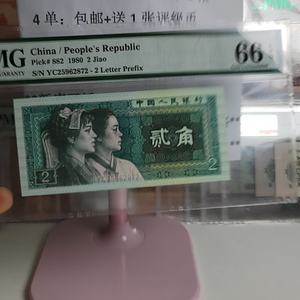 4 单：包邮+送 1 张评级币
MG
China / People's Republic
66
Pick# 882 1980 2 Jiao
S/N YC25962872 - 2 Letter Prefix
中国人民银行
贰角
2
2